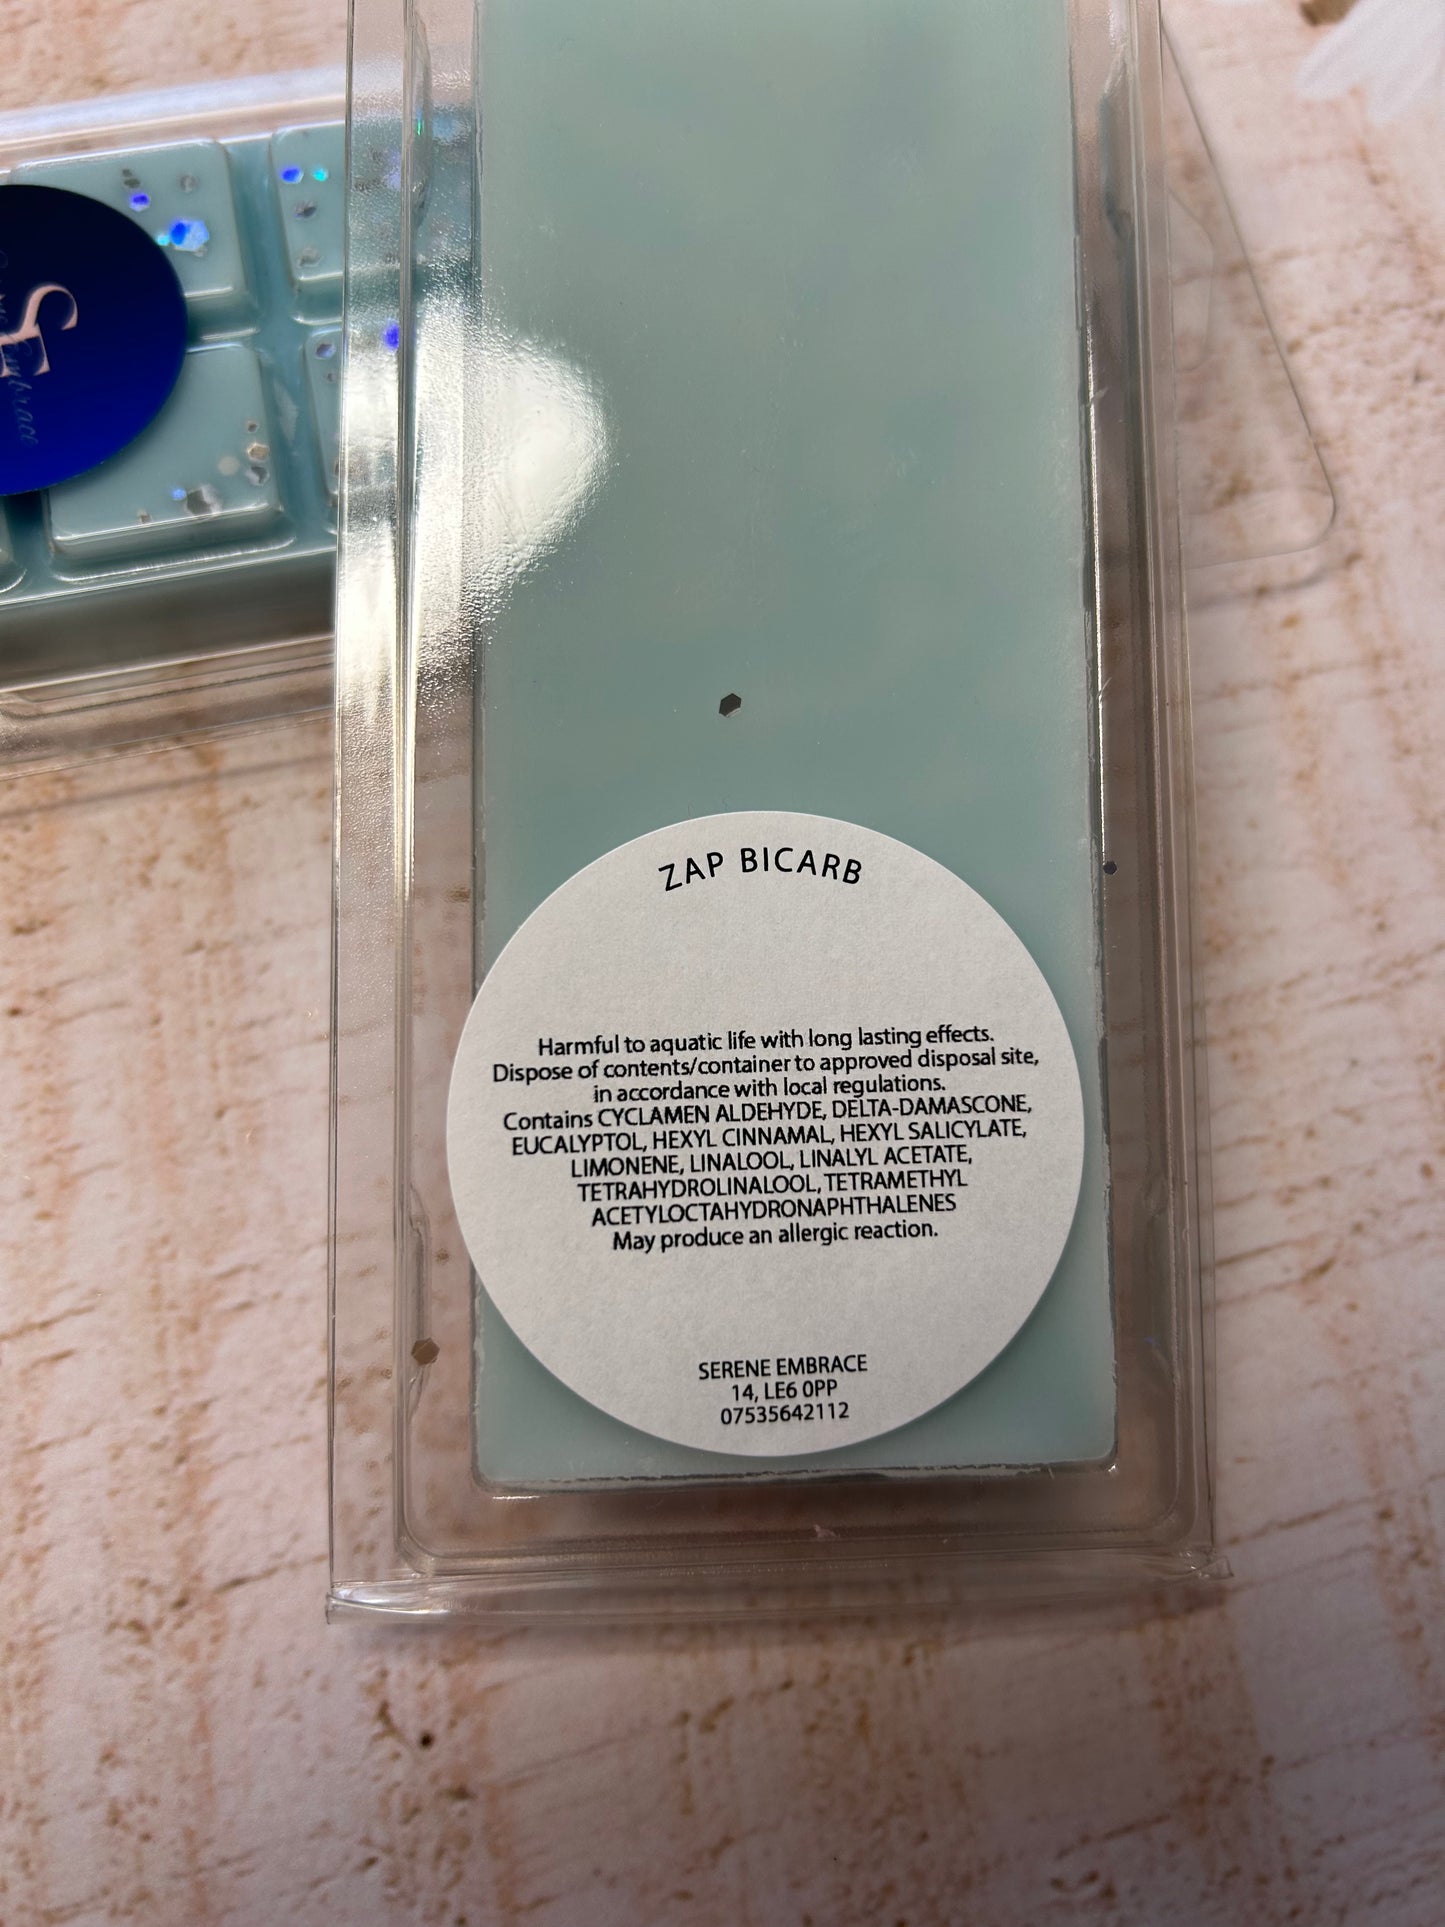 SE
Embrace
ZAP BICARB
Harmful to aquatic life with long lasting effects.
Dispose of contents/container to approved disposal site,
in accordance with local regulations.
Contains CYCLAMEN ALDEHYDE, DELTA-DAMASCONE,
EUCALYPTOL, HEXYL CINNAMAL, HEXYL SALICYLATE,
LIMONENE, LINALOOL, LINALYL ACETATE,
TETRAHYDROLINALOOL, TETRAMETHYL
ACETYLOCTAHYDRONAPHTHALENES
May produce an allergic reaction.
SERENE EMBRACE
14, LE6 0PP
07535642112